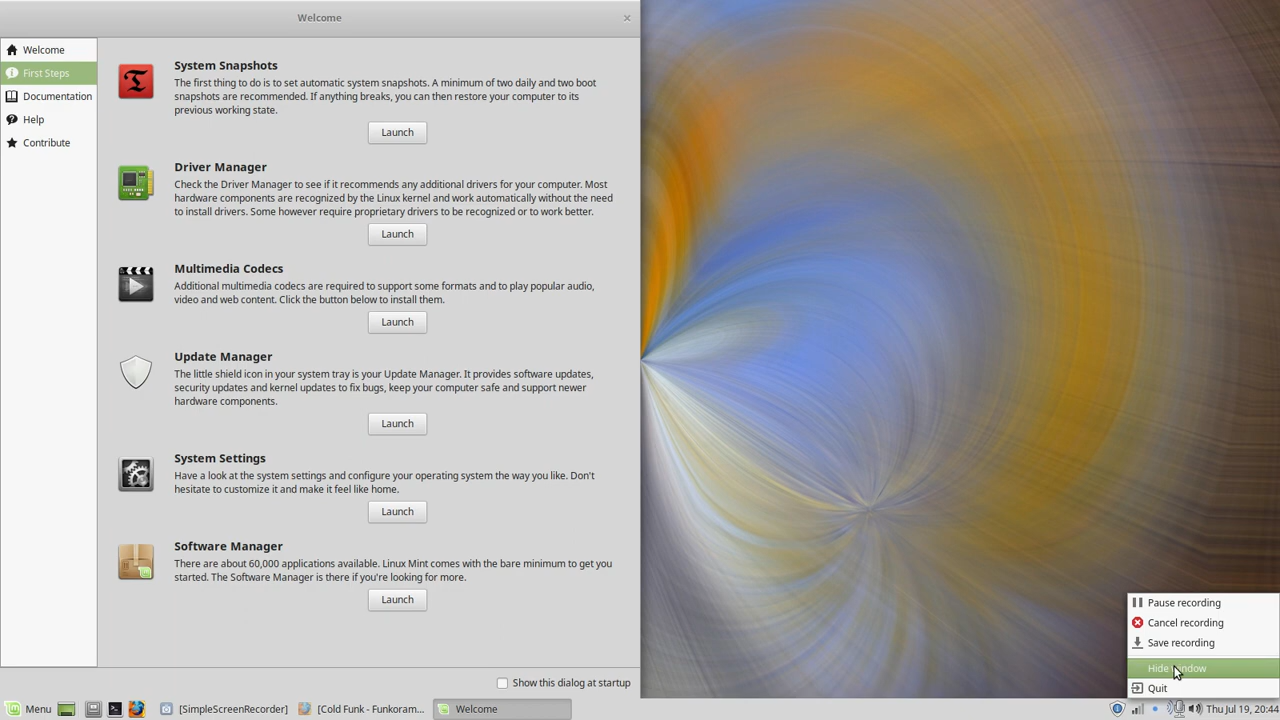 Welcome
Welcome
First Steps
Documentation
Help
Contribute
System Snapshots
The first thing to do is to set automatic system snapshots. A minimum of two daily and two boot
snapshots are recommended. If anything breaks, you can then restore your computer to its
previous working state.
Launch
Driver Manager
Check the Driver Manager to see if it recommends any additional drivers for your computer. Most
hardware components are recognized by the Linux kernel and work automatically without the need
to install drivers. Some however require proprietary drivers to be recognized or to work better.
Launch
Multimedia Codecs
Additional multimedia codecs are required to support some formats and to play popular audio,
video and web content. Click the button below to install them.
Launch
Update Manager
The little shield icon in your system tray is your Update Manager. It provides software updates,
security updates and kernel updates to fix bugs, keep your computer safe and support newer
hardware components.
Launch
System Settings
Have a look at the system settings and configure your operating system the way you like. Don't
hesitate to customize it and make it feel like home.
Launch
Software Manager
There are about 60,000 applications available. Linux Mint comes with the bare minimum to get you
started. The Software Manager is there if you're looking for more.
Launch
Show this dialog at startup
Pause recording
Cancel recording
Save recording
Hide window
Quit
Menu
[SimpleScreenRecorder]
[Cold Funk - Funkoram...
Welcome
Thu Jul 19, 20:44